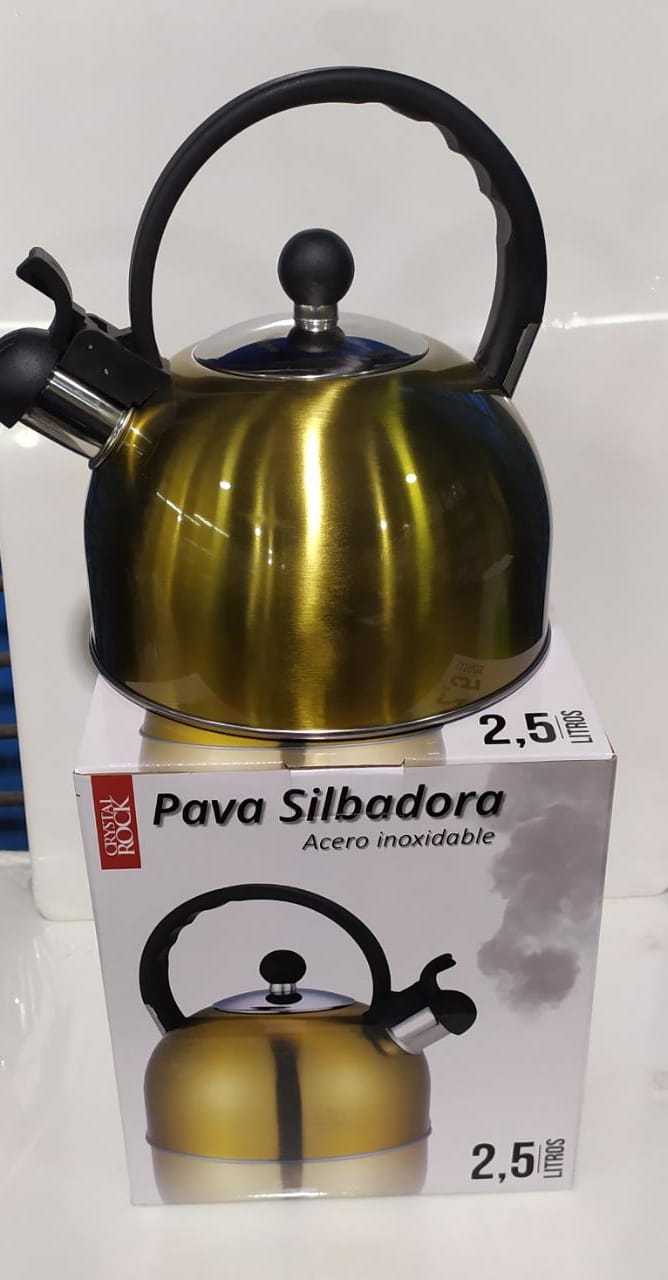 2,5 LITROS
CRYSTAL
ROCK
Pava Silbadora
Acero inoxidable
2,5 LITROS